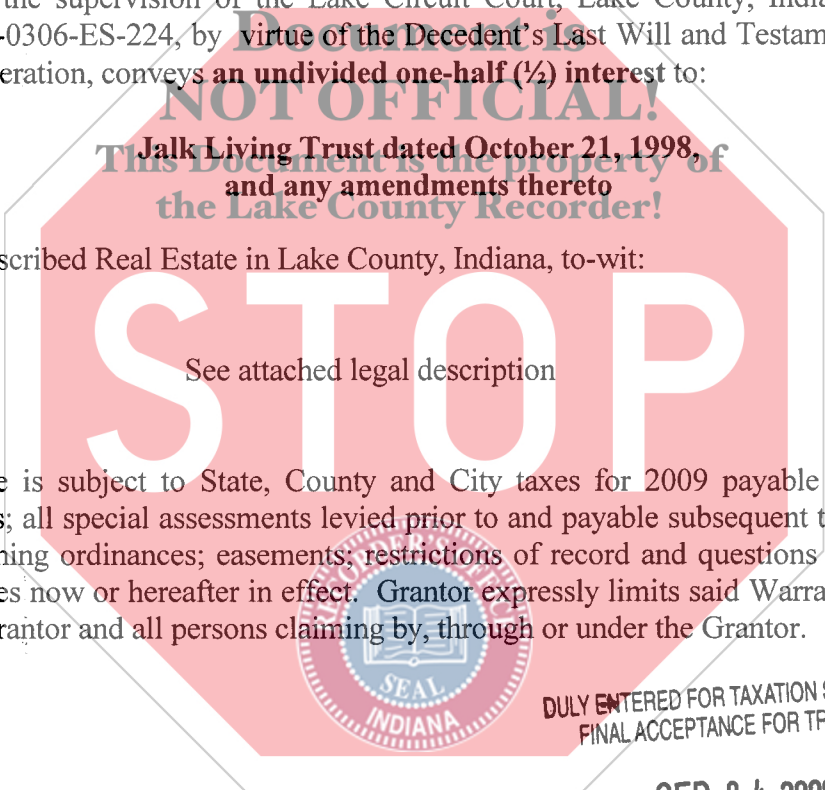 the supervision of the Lake Circuit Court, Lake County,
Document is
-0306-ES-224, by virtue of the Decedent's Last Will and
eration, conveys an undivided one-half (½) interest to:
NOT OFFICIAL!
Jalk Living Trust dated October 21, 1998,
This Document is the property of
and any amendments thereto
the Lake County Recorder!
scribed Real Estate in Lake County, Indiana, to-wit:
STOP
See attached legal description
e is subject to State, County and City taxes for 2009 payable
s; all special assessments levied prior to and payable subsequent
ning ordinances; easements; restrictions of record and questions
es now or hereafter in effect. Grantor expressly limits said
rantor and all persons claiming by, through or under the Grantor.
SEAL
INDIANA
DULY ENTERED FOR TAXATION
FINAL ACCEPTANCE FOR